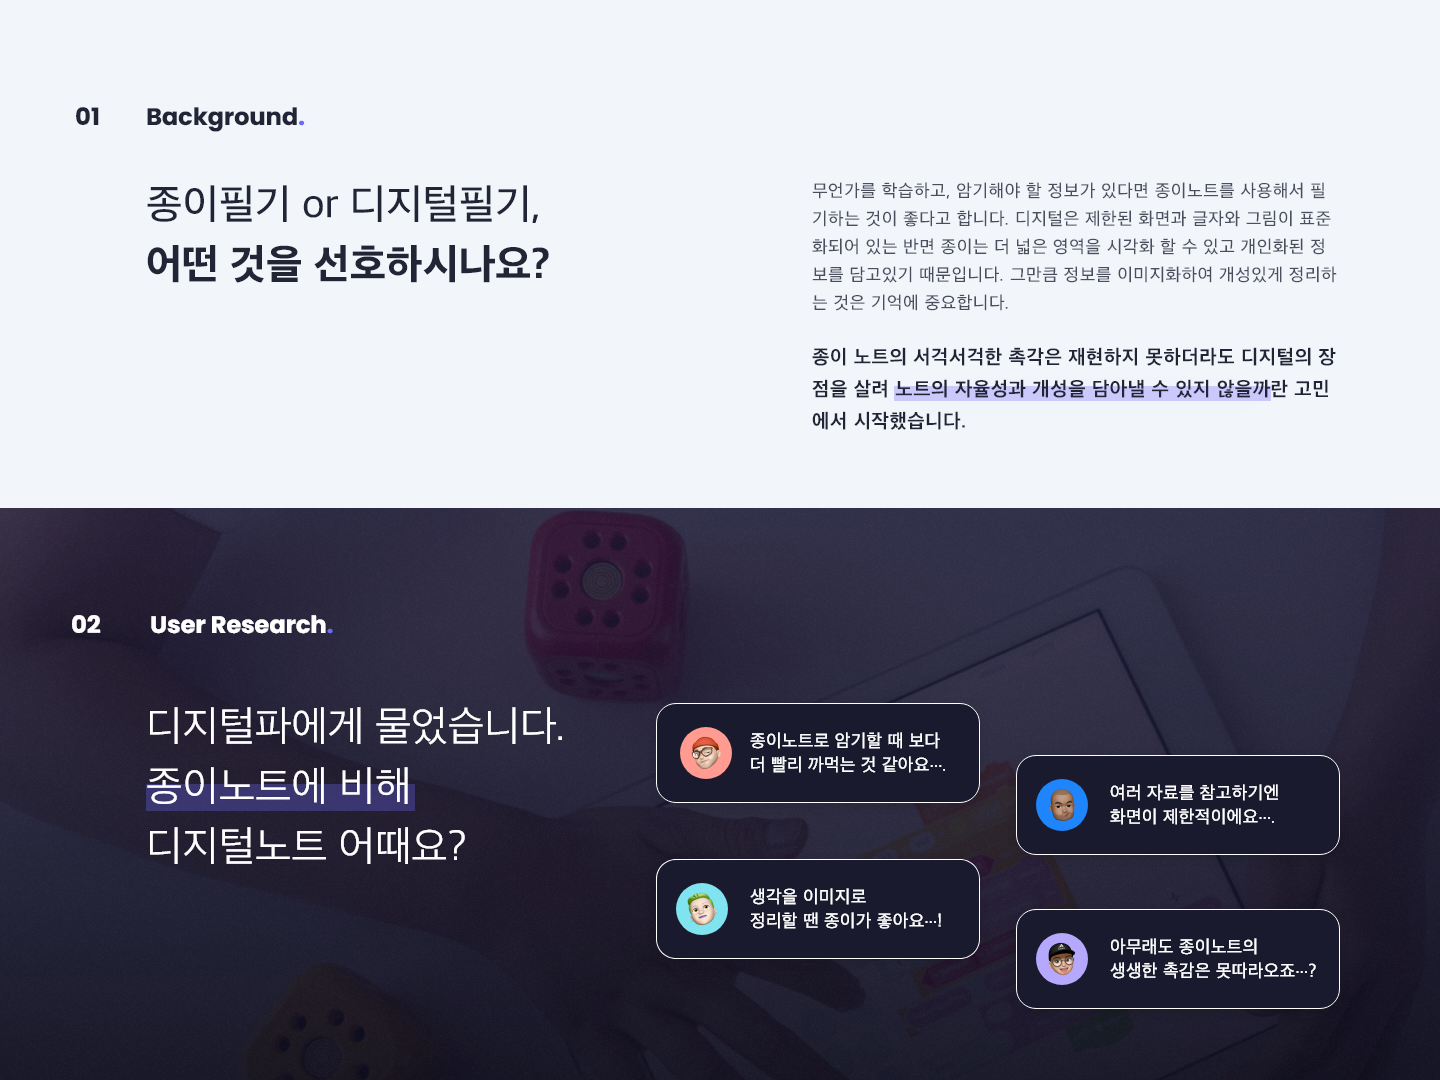 01 Background.
종이필기 or 디지털필기,
어떤 것을 선호하시나요?
무언가를 학습하고, 암기해야 할 정보가 있다면 종이노트를 사용해서 필
기하는 것이 좋다고 합니다. 디지털은 제한된 화면과 글자와 그림이 표준
화되어 있는 반면 종이는 더 넓은 영역을 시각화 할 수 있고 개인화된 정
보를 담고있기 때문입니다. 그만큼 정보를 이미지화하여 개성있게 정리하
는 것은 기억에 중요합니다.
종이 노트의 서걱서걱한 촉각은 재현하지 못하더라도 디지털의 장
점을 살려 노트의 자율성과 개성을 담아낼 수 있지 않을까란 고민
에서 시작했습니다.
02 User Research.
디지털파에게 물었습니다.
종이노트에 비해
디지털노트 어때요?
종이노트로 암기할 때 보다
더 빨리 까먹는 것 같아요….
여러 자료를 참고하기엔
화면이 제한적이에요….
생각을 이미지로
정리할 땐 종이가 좋아요…!
아무래도 종이노트의
생생한 촉감은 못따라오죠…?